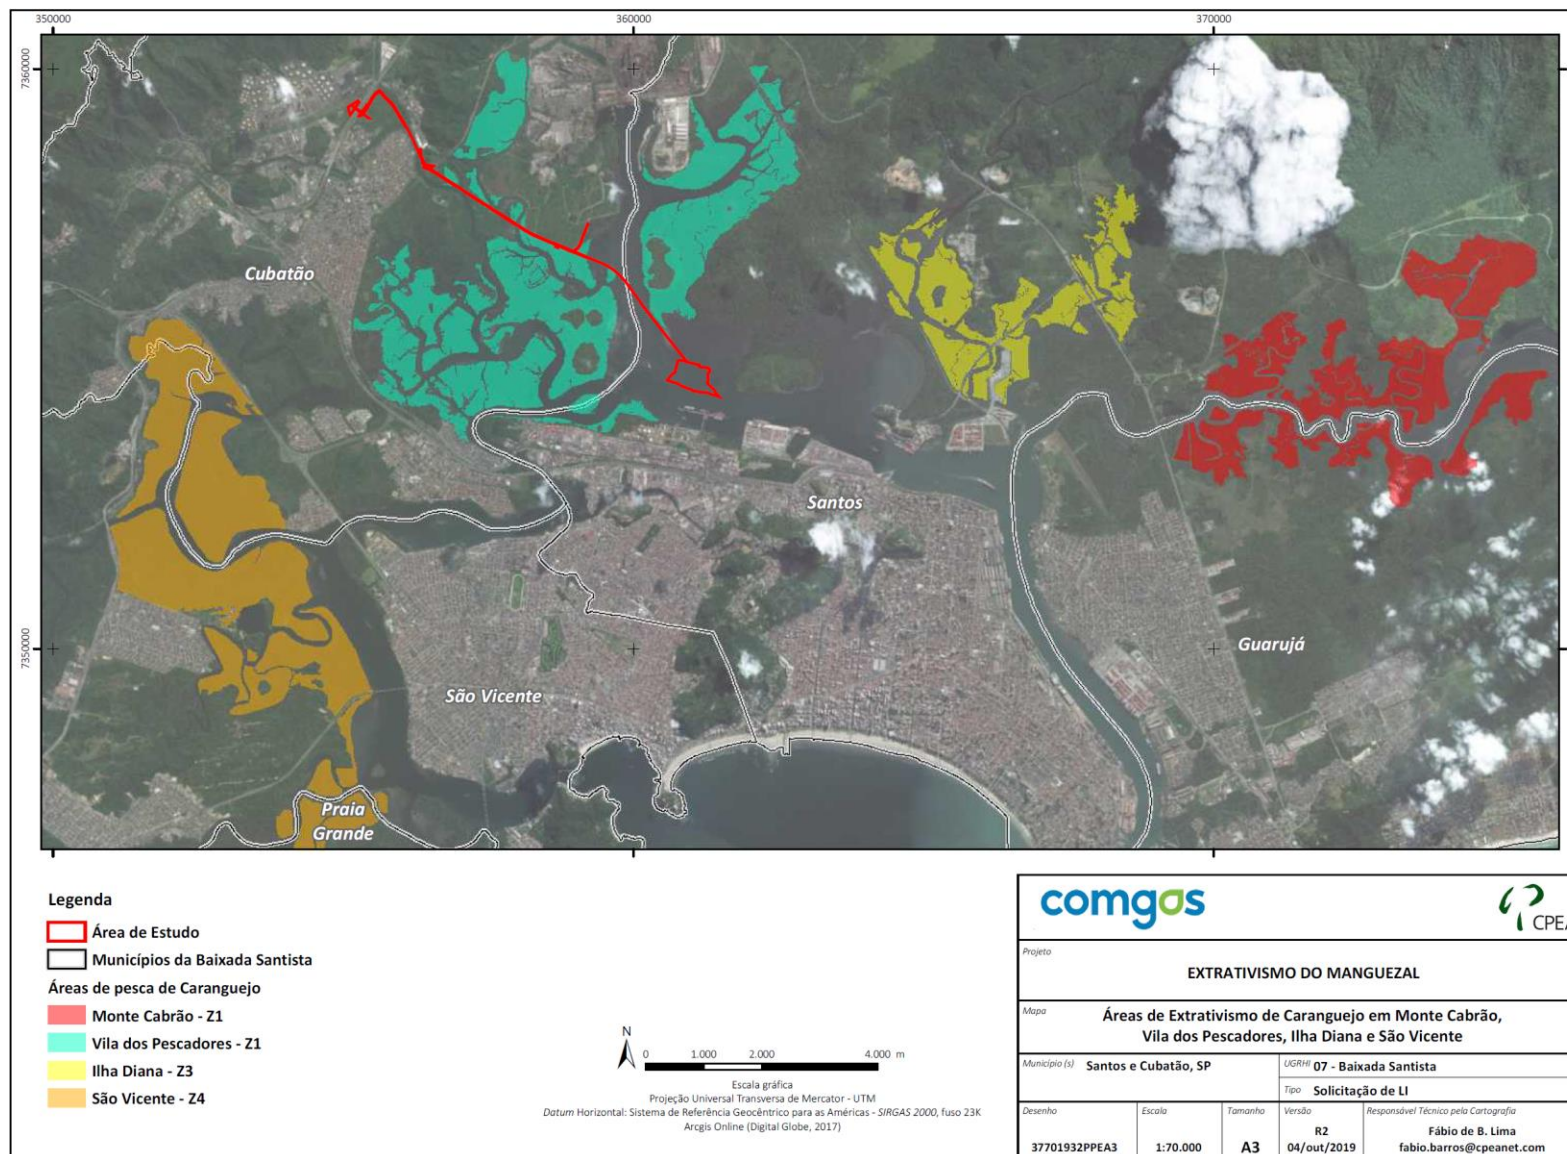 350000
360000
370000
7360000
7350000
Cubatão
Santos
Guarujá
São Vicente
Praia
Grande
Legenda
Área de Estudo
Municípios da Baixada Santista
Áreas de pesca de Caranguejo
Monte Cabrão - Z1
Vila dos Pescadores - Z1
Ilha Diana - Z3
São Vicente - Z4
N
0 1.000 2.000 4.000 m
Escala gráfica
Projeção Universal Transversa de Mercator - UTM
Datum Horizontal: Sistema de Referência Geocêntrico para as Américas - SIRGAS 2000, fuso 23K
Arcgis Online (Digital Globe, 2017)
comgas
CPEA
Projeto
EXTRATIVISMO DO MANGUEZAL
Mapa
Áreas de Extrativismo de Caranguejo em Monte Cabrão,
Vila dos Pescadores, Ilha Diana e São Vicente
Município (s) Santos e Cubatão, SP
UGRHI 07 - Baixada Santista
Tipo Solicitação de LI
Desenho Escala Tamanho Versão Responsável Técnico pela Cartografia
R2 Fábio de B. Lima
37701932PPEA3 1:70.000 A3 04/out/2019 fabio.barros@cpeanet.com